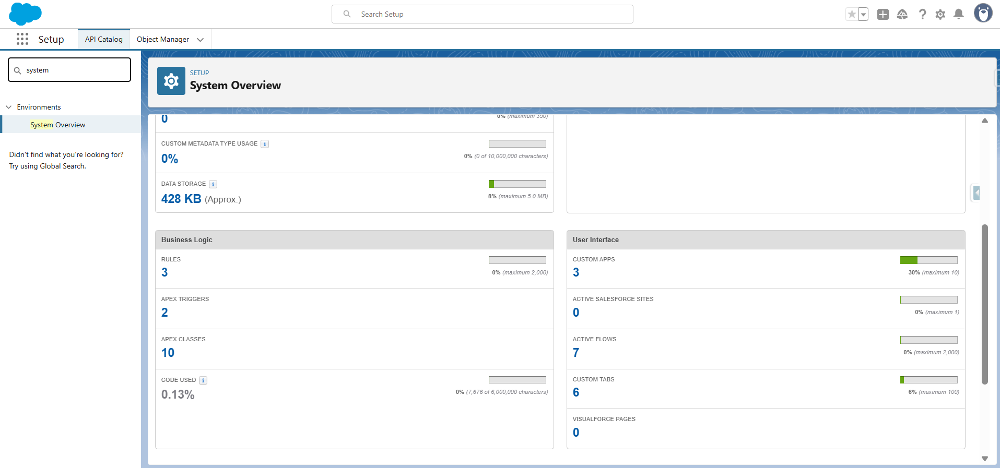 Search Setup
Setup
API Catalog
Object Manager
system
Environments
System Overview
Didn't find what you're looking for?
Try using Global Search.
SETUP
System Overview
0
0% (maximum 350)
CUSTOM METADATA TYPE USAGE
0%
0% (0 of 10,000,000 characters)
DATA STORAGE
428 KB (Approx.)
8% (maximum 5.0 MB)
Business Logic
RULES
3
0% (maximum 2,000)
APEX TRIGGERS
2
APEX CLASSES
10
CODE USED
0.13%
0% (7,676 of 6,000,000 characters)
User Interface
CUSTOM APPS
3
30% (maximum 10)
ACTIVE SALESFORCE SITES
0
0% (maximum 1)
ACTIVE FLOWS
7
0% (maximum 2,000)
CUSTOM TABS
6
6% (maximum 100)
VISUALFORCE PAGES
0